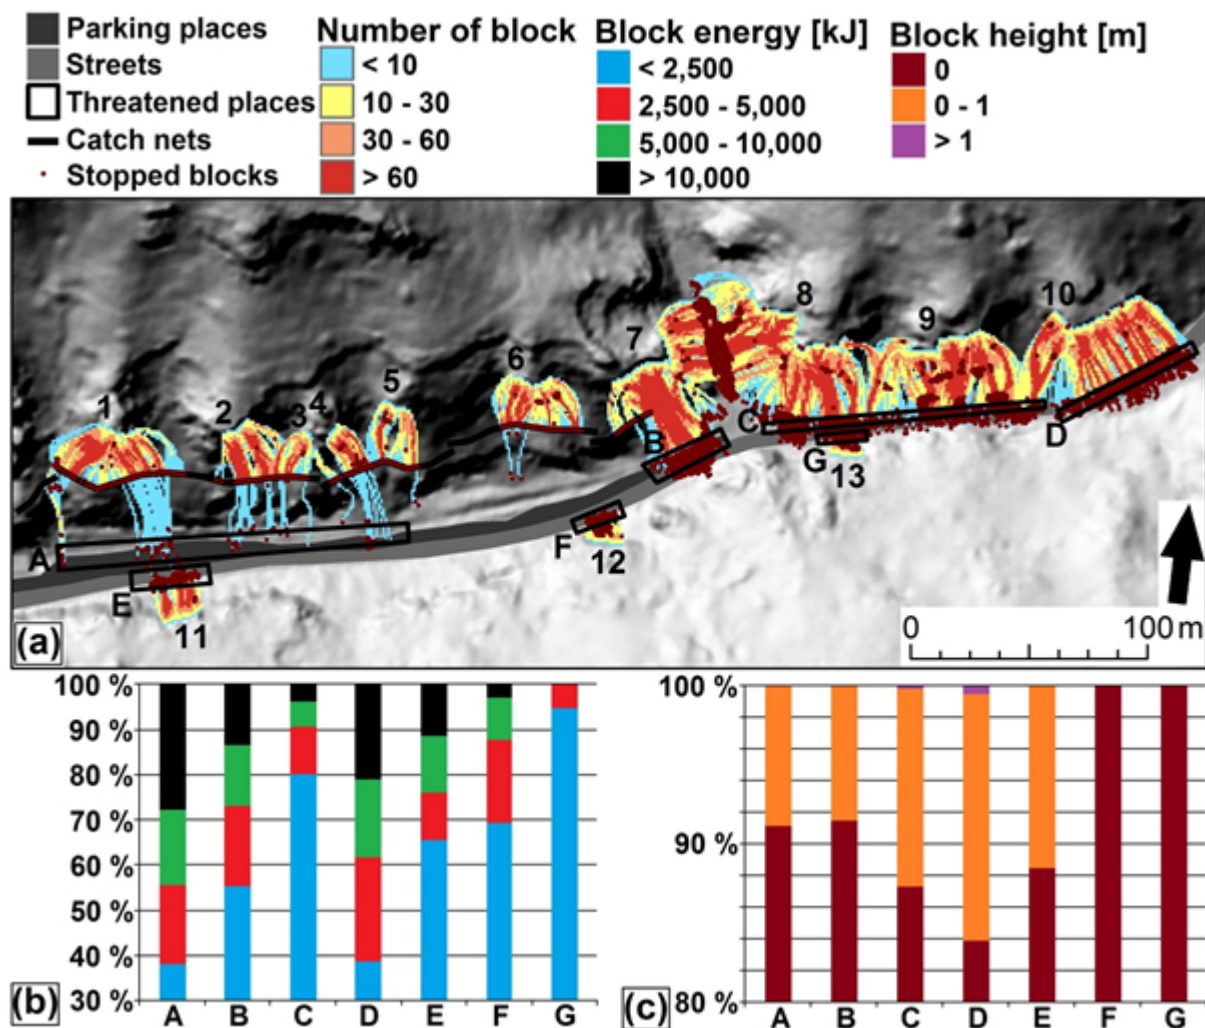 Parking places
Streets
Threatened places
Catch nets
Stopped blocks
Number of block
< 10
10 - 30
30 - 60
> 60
Block energy [kJ]
< 2,500
2,500 - 5,000
5,000 - 10,000
> 10,000
Block height [m]
0
0 - 1
> 1
1
2
3
4
5
6
7
8
9
10
A
B
C
D
E
F
G
11
12
13
0 100 m
(a)
100 %
90 %
80 %
70 %
60 %
50 %
40 %
30 %
(b)
A B C D E F G
100 %
90 %
80 %
(c)
A B C D E F G